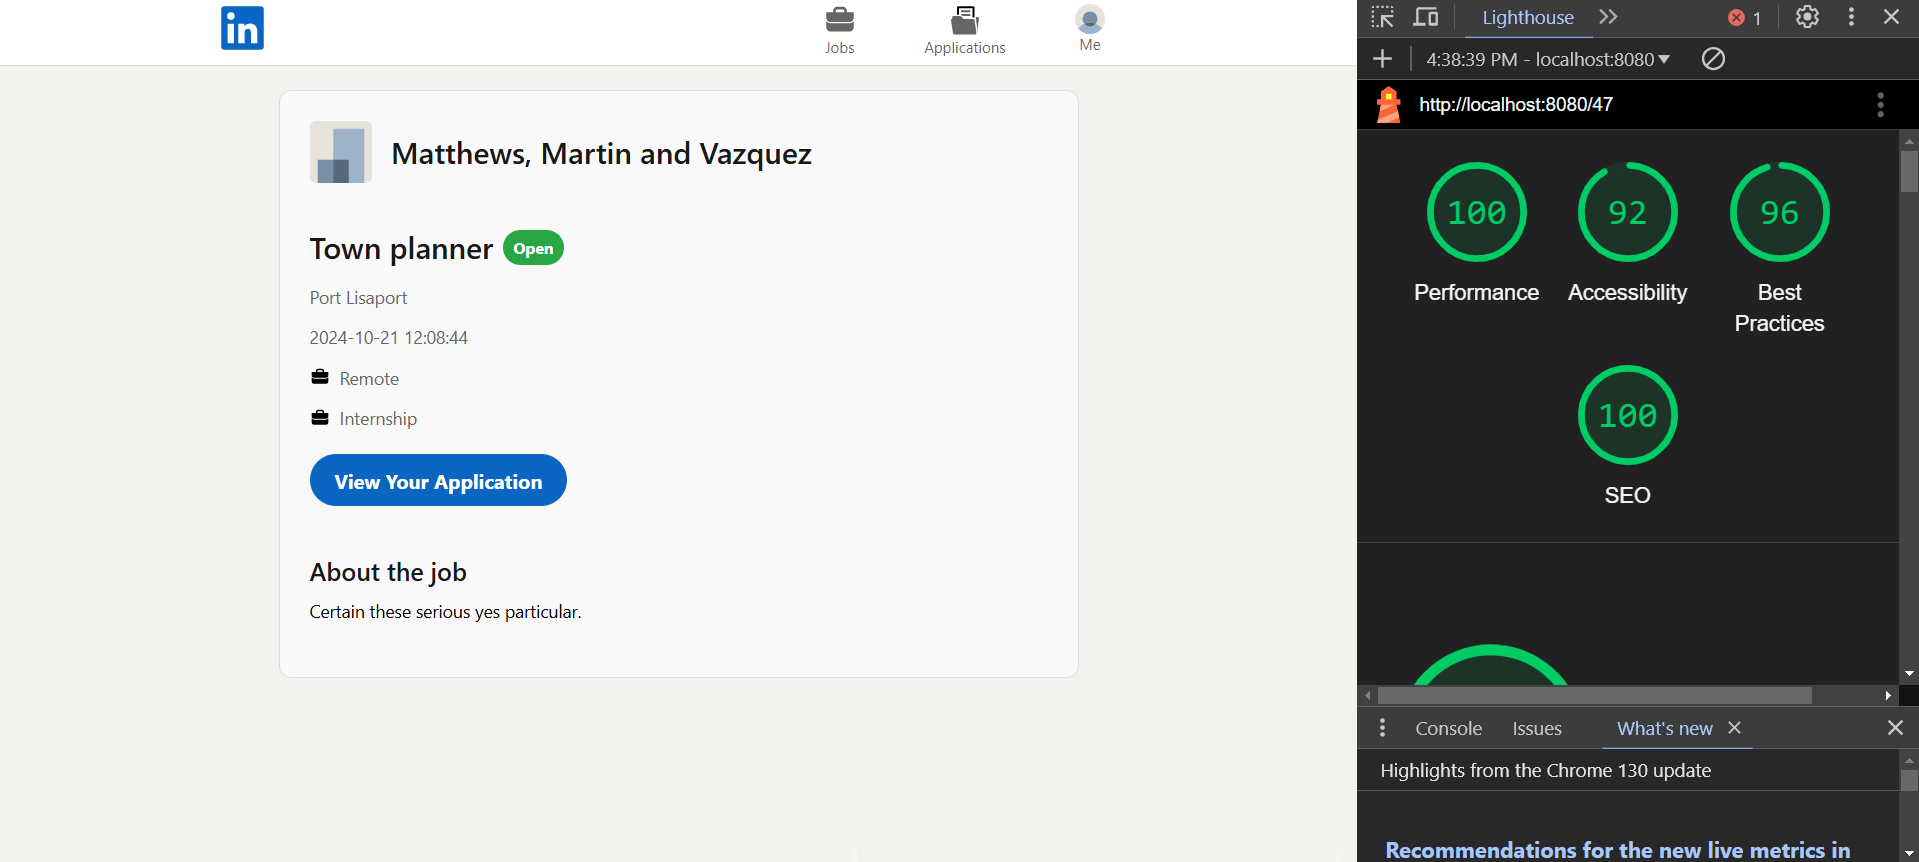 in
Jobs
Applications
Me
Matthews, Martin and Vazquez
Town planner Open
Port Lisaport
2024-10-21 12:08:44
Remote
Internship
View Your Application
About the job
Certain these serious yes particular.
Lighthouse
1
4:38:39 PM - localhost:8080
http://localhost:8080/47
100
92
96
Performance
Accessibility
Best
Practices
100
SEO
Console
Issues
What's new
Highlights from the Chrome 130 update
Recommendations for the new live metrics in